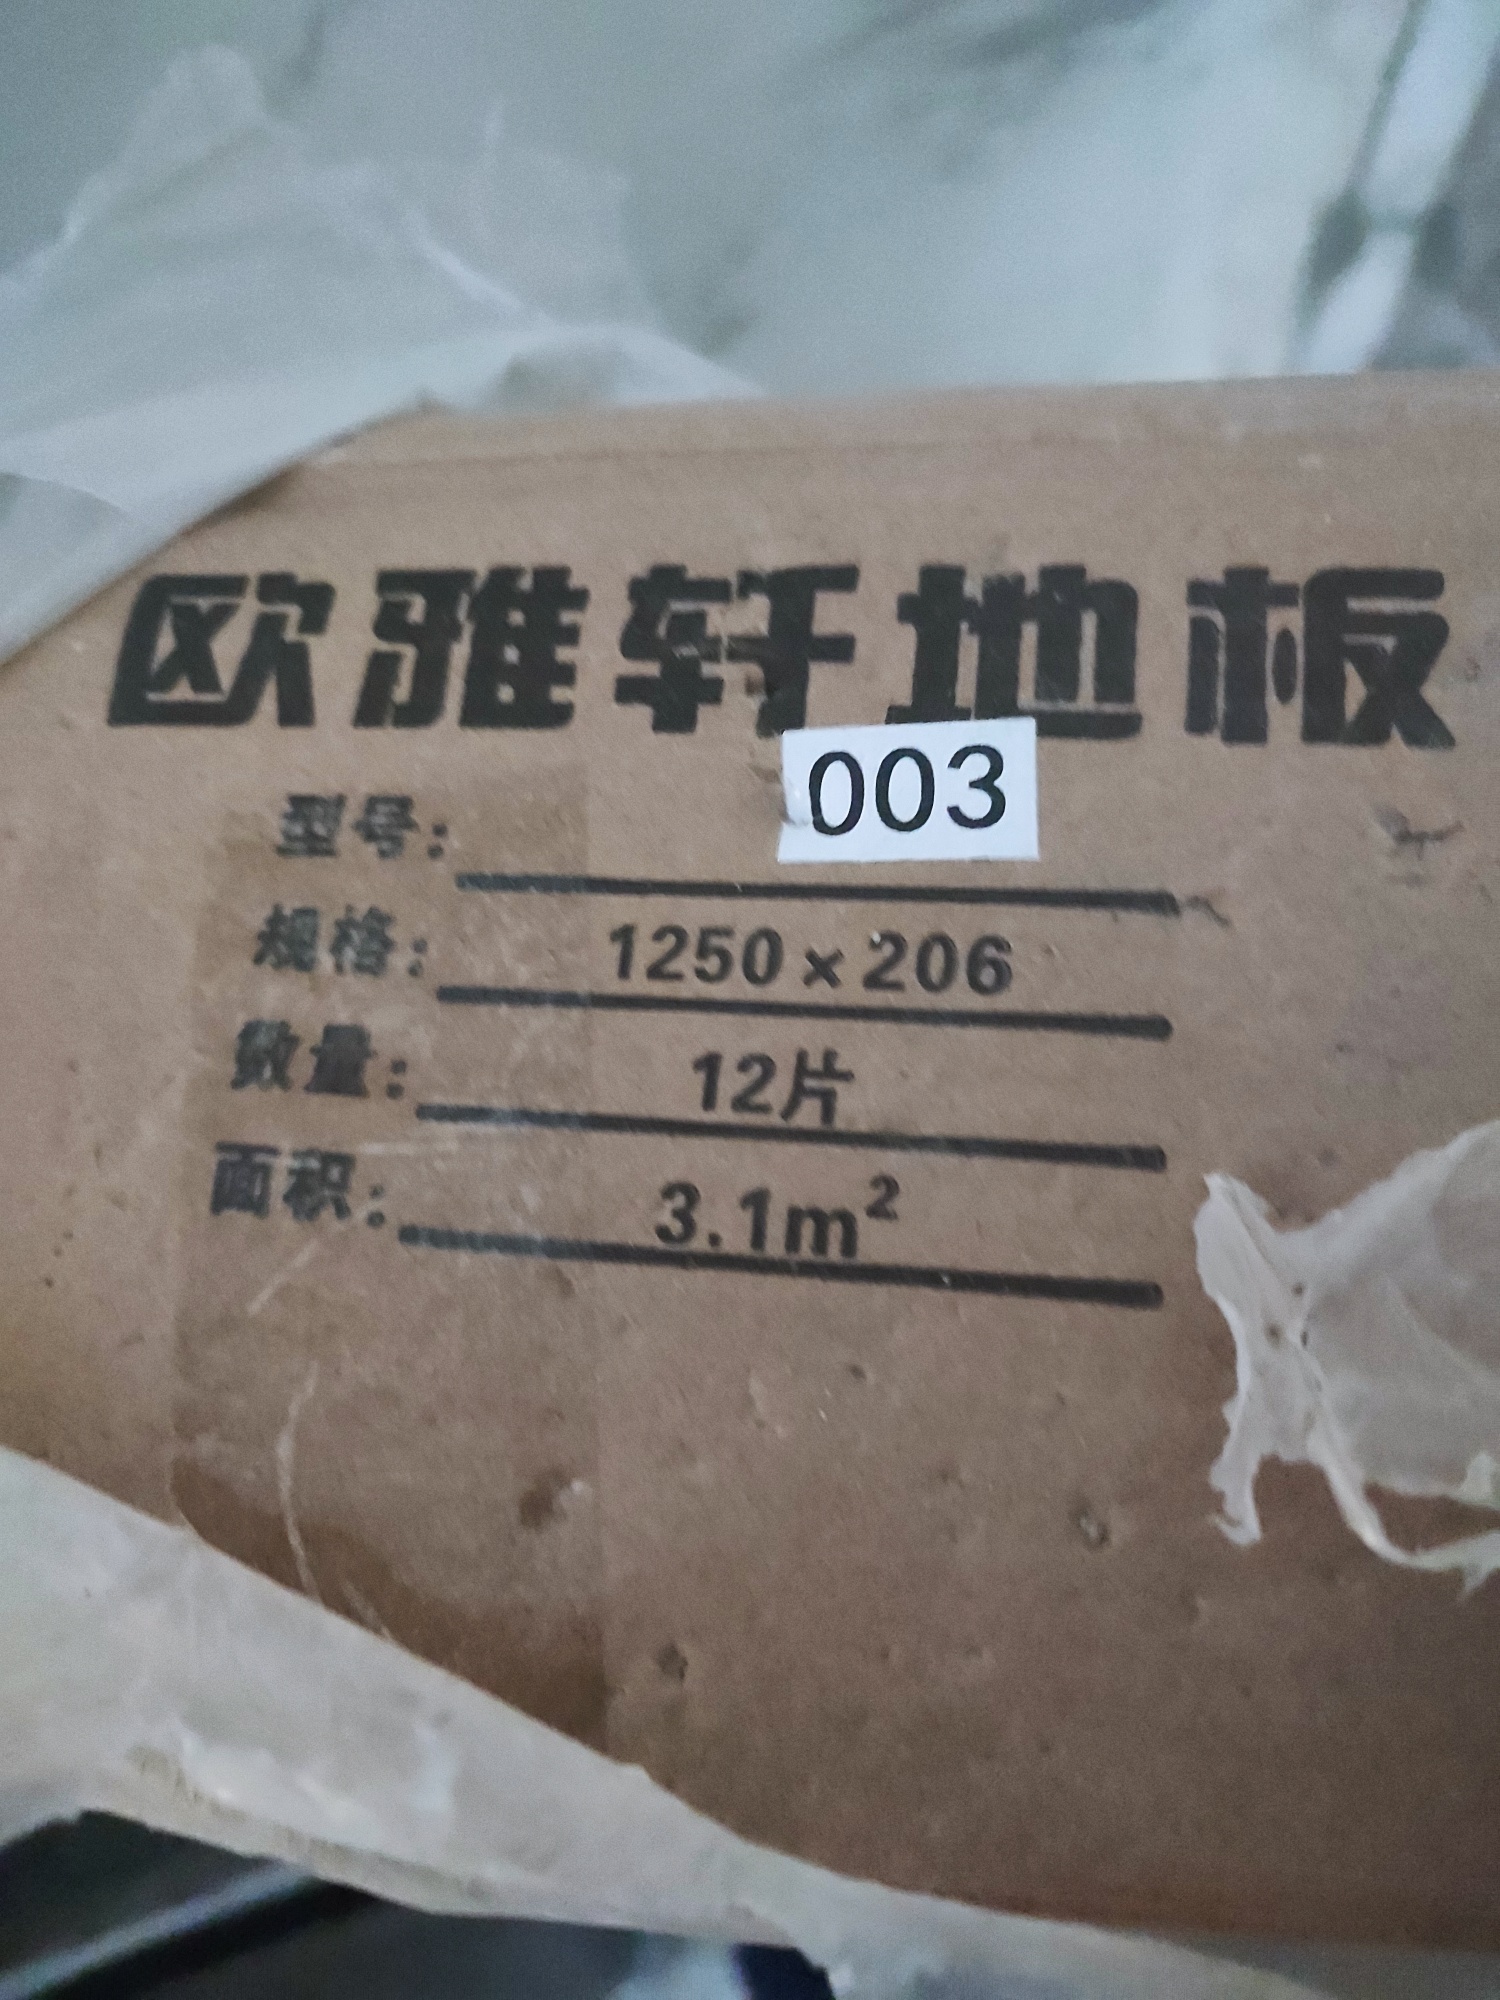 欧雅轩地板
型号: 003
规格: 1250×206
数量: 12片
面积: 3.1m²